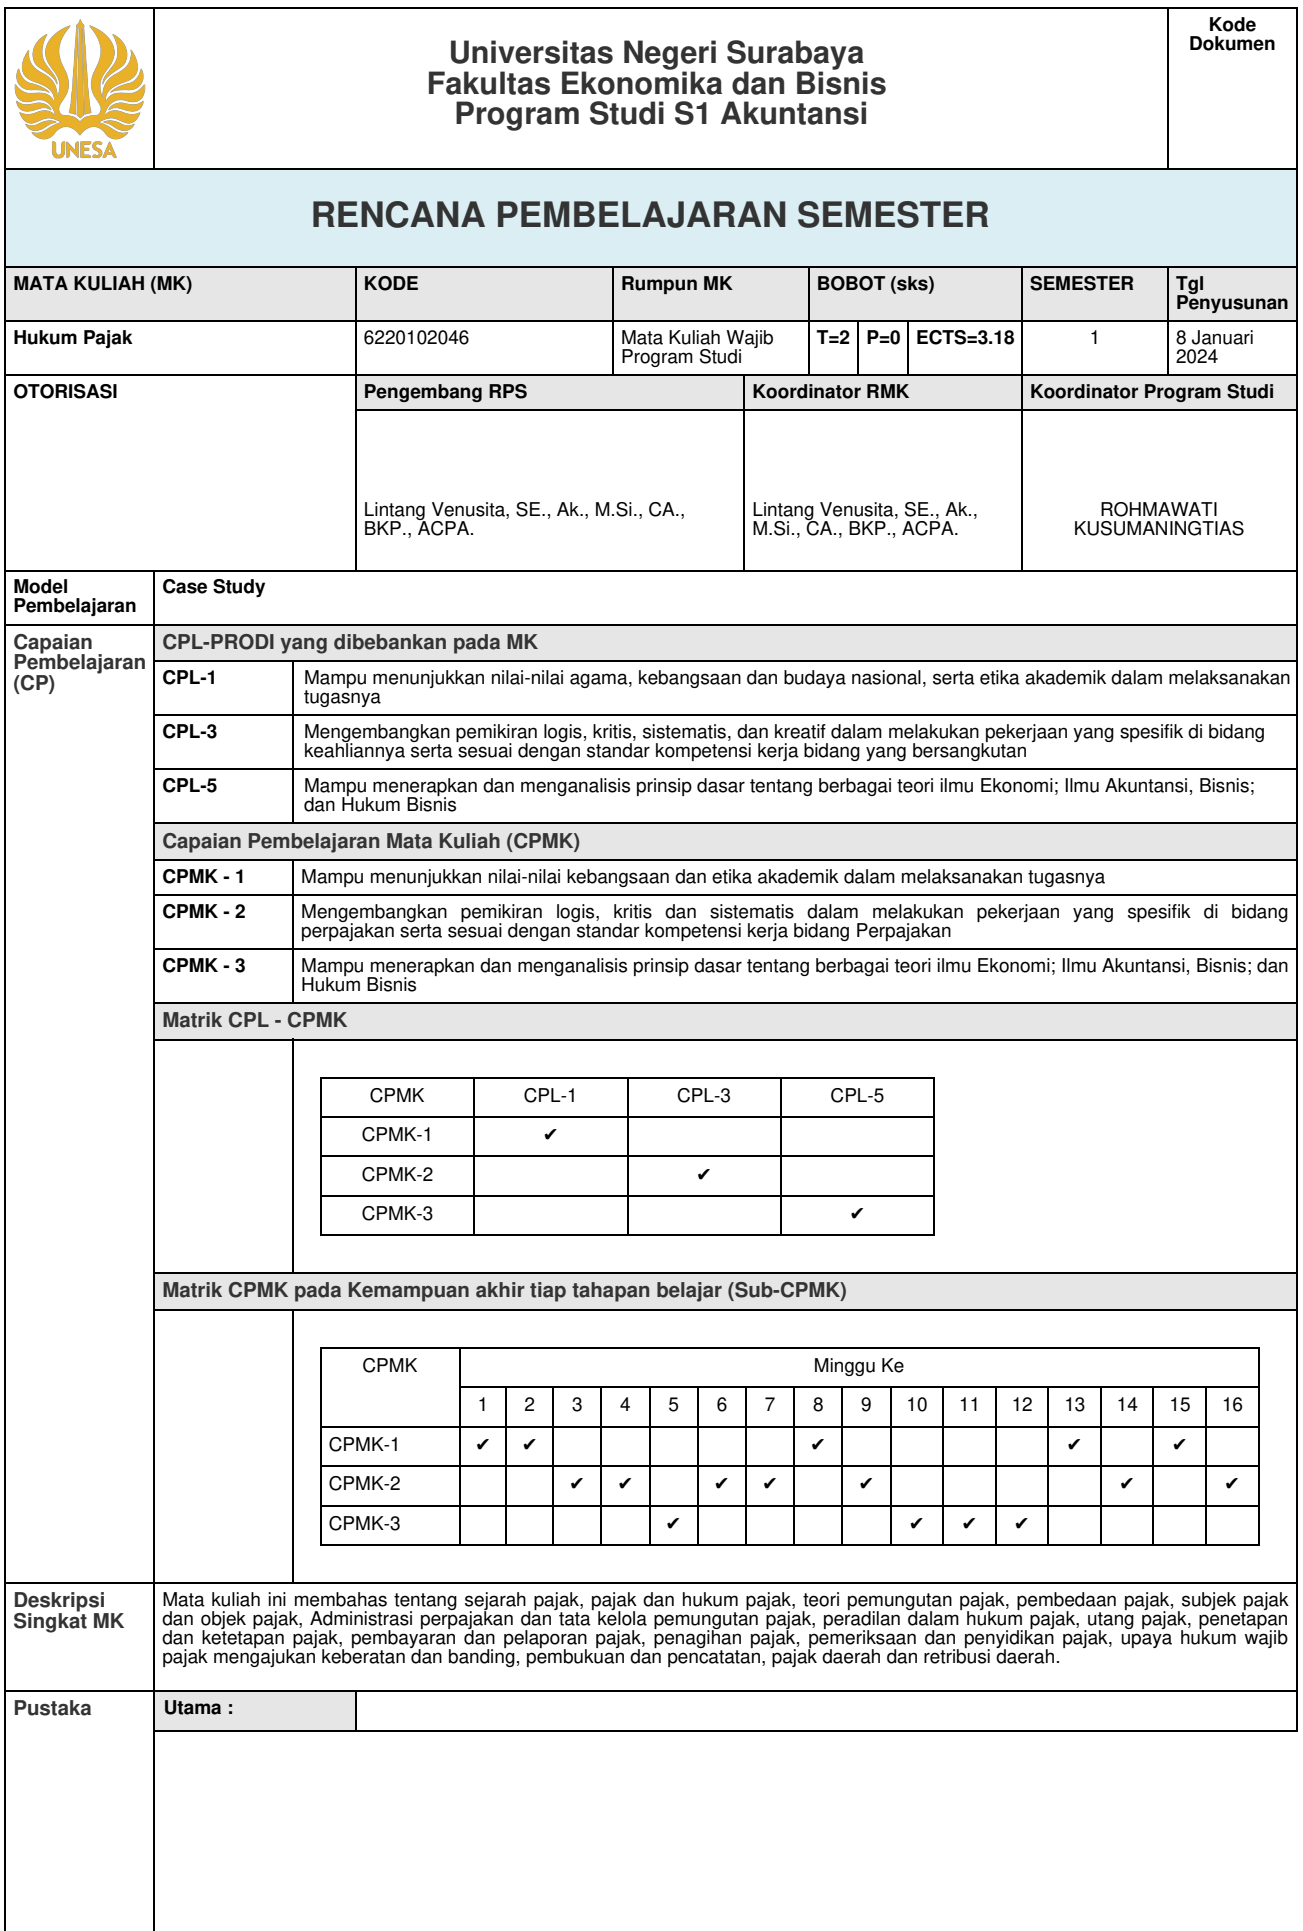 UNESA
Universitas Negeri Surabaya
Fakultas Ekonomika dan Bisnis
Program Studi S1 Akuntansi
Kode
Dokumen
RENCANA PEMBELAJARAN SEMESTER
MATA KULIAH (MK) KODE Rumpun MK BOBOT (sks) SEMESTER Tgl
Penyusunan
Hukum Pajak 6220102046 Mata Kuliah Wajib
Program Studi T=2 P=0 ECTS=3.18 1 8 Januari
2024
OTORISASI Pengembang RPS Koordinator RMK Koordinator Program Studi
Lintang Venusita, SE., Ak., M.Si., CA.,
BKP., ACPA.
Lintang Venusita, SE., Ak.,
M.Si., CA., BKP., ACPA.
ROHMAWATI
KUSUMANINGTIAS
Model
Pembelajaran
Case Study
Capaian
Pembelajaran
(CP)
CPL-PRODI yang dibebankan pada MK
CPL-1 Mampu menunjukkan nilai-nilai agama, kebangsaan dan budaya nasional, serta etika akademik dalam melaksanakan
tugasnya
CPL-3 Mengembangkan pemikiran logis, kritis, sistematis, dan kreatif dalam melakukan pekerjaan yang spesifik di bidang
keahliannya serta sesuai dengan standar kompetensi kerja bidang yang bersangkutan
CPL-5 Mampu menerapkan dan menganalisis prinsip dasar tentang berbagai teori ilmu Ekonomi; Ilmu Akuntansi, Bisnis;
dan Hukum Bisnis
Capaian Pembelajaran Mata Kuliah (CPMK)
CPMK - 1 Mampu menunjukkan nilai-nilai kebangsaan dan etika akademik dalam melaksanakan tugasnya
CPMK - 2 Mengembangkan pemikiran logis, kritis dan sistematis dalam melakukan pekerjaan yang spesifik di bidang
perpajakan serta sesuai dengan standar kompetensi kerja bidang Perpajakan
CPMK - 3 Mampu menerapkan dan menganalisis prinsip dasar tentang berbagai teori ilmu Ekonomi; Ilmu Akuntansi, Bisnis; dan
Hukum Bisnis
Matrik CPL - CPMK
CPMK CPL-1 CPL-3 CPL-5
CPMK-1 ✔
CPMK-2 ✔
CPMK-3 ✔
Matrik CPMK pada Kemampuan akhir tiap tahapan belajar (Sub-CPMK)
CPMK Minggu Ke
1 2 3 4 5 6 7 8 9 10 11 12 13 14 15 16
CPMK-1 ✔ ✔ ✔ ✔ ✔
CPMK-2 ✔ ✔ ✔ ✔ ✔ ✔ ✔
CPMK-3 ✔ ✔ ✔ ✔
Deskripsi
Singkat MK
Mata kuliah ini membahas tentang sejarah pajak, pajak dan hukum pajak, teori pemungutan pajak, pembedaan pajak, subjek pajak
dan objek pajak, Administrasi perpajakan dan tata kelola pemungutan pajak, peradilan dalam hukum pajak, utang pajak, penetapan
dan ketetapan pajak, pembayaran dan pelaporan pajak, penagihan pajak, pemeriksaan dan penyidikan pajak, upaya hukum wajib
pajak mengajukan keberatan dan banding, pembukuan dan pencatatan, pajak daerah dan retribusi daerah.
Pustaka Utama :